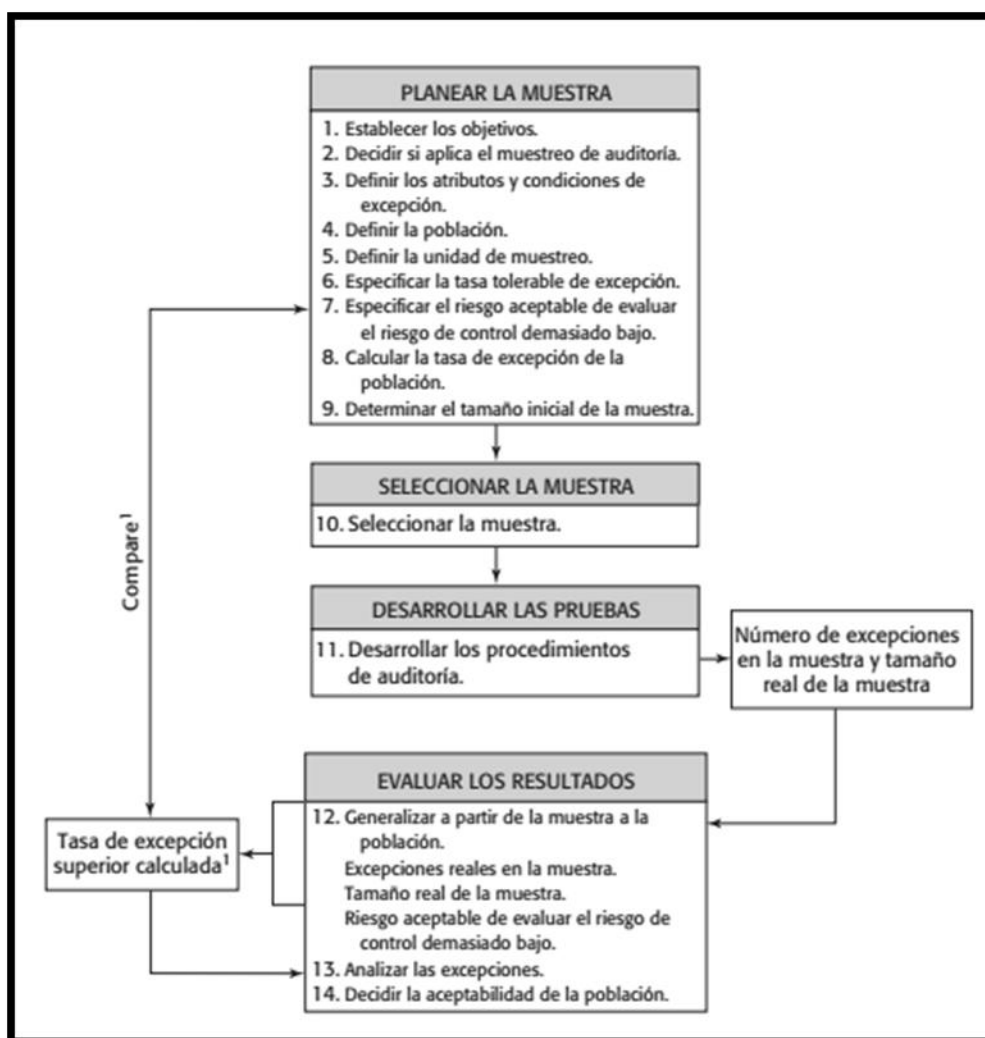 PLANEAR LA MUESTRA
1. Establecer los objetivos.
2. Decidir si aplica el muestreo de auditoría.
3. Definir los atributos y condiciones de
excepción.
4. Definir la población.
5. Definir la unidad de muestreo.
6. Especificar la tasa tolerable de excepción.
7. Especificar el riesgo aceptable de evaluar
el riesgo de control demasiado bajo.
8. Calcular la tasa de excepción de la
población.
9. Determinar el tamaño inicial de la muestra.
SELECCIONAR LA MUESTRA
10. Seleccionar la muestra.
Compare¹
DESARROLLAR LAS PRUEBAS
11. Desarrollar los procedimientos
de auditoría.
Número de excepciones
en la muestra y tamaño
real de la muestra
EVALUAR LOS RESULTADOS
12. Generalizar a partir de la muestra a la
población.
Excepciones reales en la muestra.
Tamaño real de la muestra.
Riesgo aceptable de evaluar el riesgo de
control demasiado bajo.
13. Analizar las excepciones.
14. Decidir la aceptabilidad de la población.
Tasa de excepción
superior calculada¹